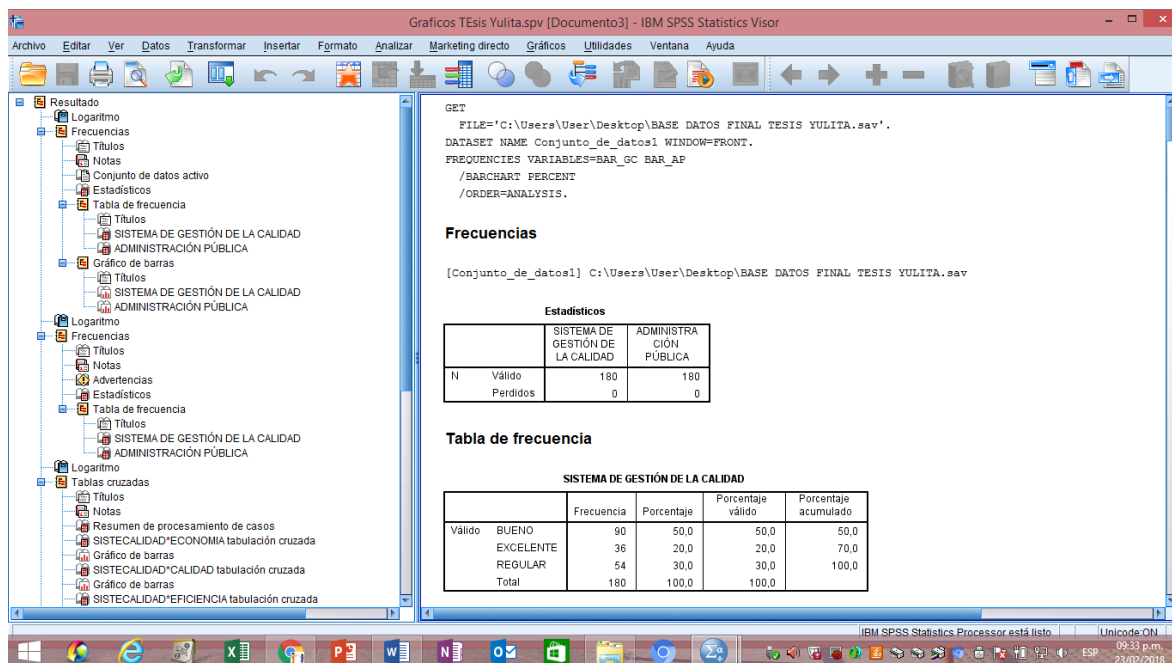 Graficos TEsis Yulita.spv [Documento3] - IBM SPSS Statistics Visor
Archivo Editar Ver Datos Transformar Insertar Formato Analizar Marketing directo Gráficos Utilidades Ventana Ayuda
Resultado
Logaritmo
Frecuencias
Títulos
Notas
Conjunto de datos activo
Estadísticos
Tabla de frecuencia
Títulos
SISTEMA DE GESTIÓN DE LA CALIDAD
ADMINISTRACIÓN PÚBLICA
Gráfico de barras
Títulos
SISTEMA DE GESTIÓN DE LA CALIDAD
ADMINISTRACIÓN PÚBLICA
Logaritmo
Frecuencias
Títulos
Notas
Advertencias
Estadísticos
Tabla de frecuencia
Títulos
SISTEMA DE GESTIÓN DE LA CALIDAD
ADMINISTRACIÓN PÚBLICA
Logaritmo
Tablas cruzadas
Títulos
Notas
Resumen de procesamiento de casos
SISTECALIDAD*ECONOMIA tabulación cruzada
Gráfico de barras
SISTECALIDAD*CALIDAD tabulación cruzada
Gráfico de barras
SISTECALIDAD*EFICIENCIA tabulación cruzada
GET
FILE='C:\Users\User\Desktop\BASE DATOS FINAL TESIS YULITA.sav'.
DATASET NAME Conjunto_de_datos1 WINDOW=FRONT.
FREQUENCIES VARIABLES=BAR_GC BAR_AP
/BARCHART PERCENT
/ORDER=ANALYSIS.
Frecuencias
[Conjunto_de_datos1] C:\Users\User\Desktop\BASE DATOS FINAL TESIS YULITA.sav
Estadísticos
SISTEMA DE GESTIÓN DE LA CALIDAD ADMINISTRA CIÓN PÚBLICA
N Válido 180 180
Perdidos 0 0
Tabla de frecuencia
SISTEMA DE GESTIÓN DE LA CALIDAD
Frecuencia Porcentaje Porcentaje válido Porcentaje acumulado
Válido BUENO 90 50,0 50,0 50,0
EXCELENTE 36 20,0 20,0 70,0
REGULAR 54 30,0 30,0 100,0
Total 180 100,0 100,0
IBM SPSS Statistics Processor está listo Unicode:ON
ESP 09:33 p.m.